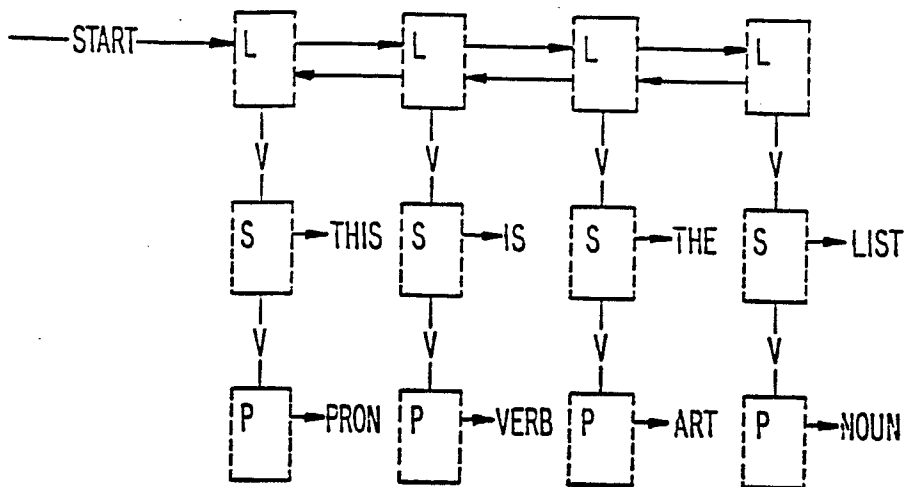 START L L L L
V V V V
S THIS S IS S THE S LIST
V V V V
P PRON P VERB P ART P NOUN